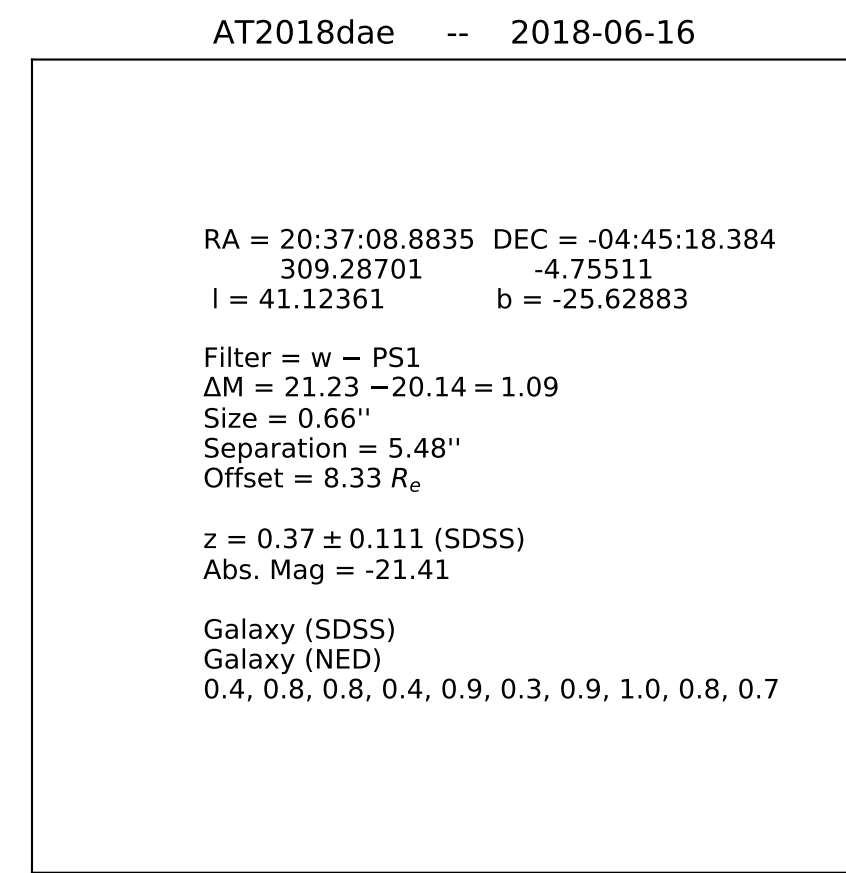 AT2018dae -- 2018-06-16
RA = 20:37:08.8835 DEC = -04:45:18.384
309.28701 -4.75511
l = 41.12361 b = -25.62883
Filter = w − PS1
ΔM = 21.23 −20.14 = 1.09
Size = 0.66''
Separation = 5.48''
Offset = 8.33 Re
z = 0.37 ± 0.111 (SDSS)
Abs. Mag = -21.41
Galaxy (SDSS)
Galaxy (NED)
0.4, 0.8, 0.8, 0.4, 0.9, 0.3, 0.9, 1.0, 0.8, 0.7